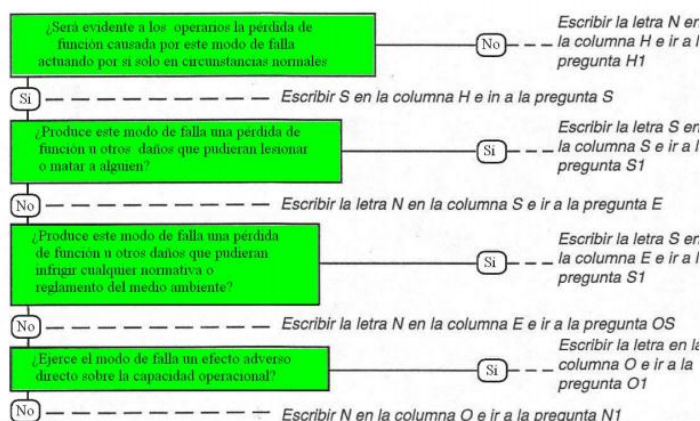 ¿Será evidente a los operarios la pérdida de
función causada por este modo de falla
actuando por si solo en circunstancias normales
No
Escribir la letra N en
la columna H e ir a l
pregunta H1
Si
Escribir S en la columna H e in a la pregunta S
¿Produce este modo de falla una pérdida de
función u otros daños que pudieran lesionar
o matar a alguien?
Si
Escribir la letra S en
la columna S e ir a l
pregunta S1
No
Escribir la letra N en la columna S e ir a la pregunta E
¿Produce este modo de falla una pérdida
de función u otros daños que pudieran
infrigir cualquier normativa o
reglamento del medio ambiente?
Si
Escribir la letra S en
la columna E e ir a l
pregunta S1
No
Escribir la letra N en la columna E e ir a la pregunta OS
¿Ejerce el modo de falla un efecto adverso
directo sobre la capacidad operacional?
Si
Escribir la letra en la
columna O e ir a la
pregunta O1
No
Escribir N en la columna O e ir a la pregunta N1